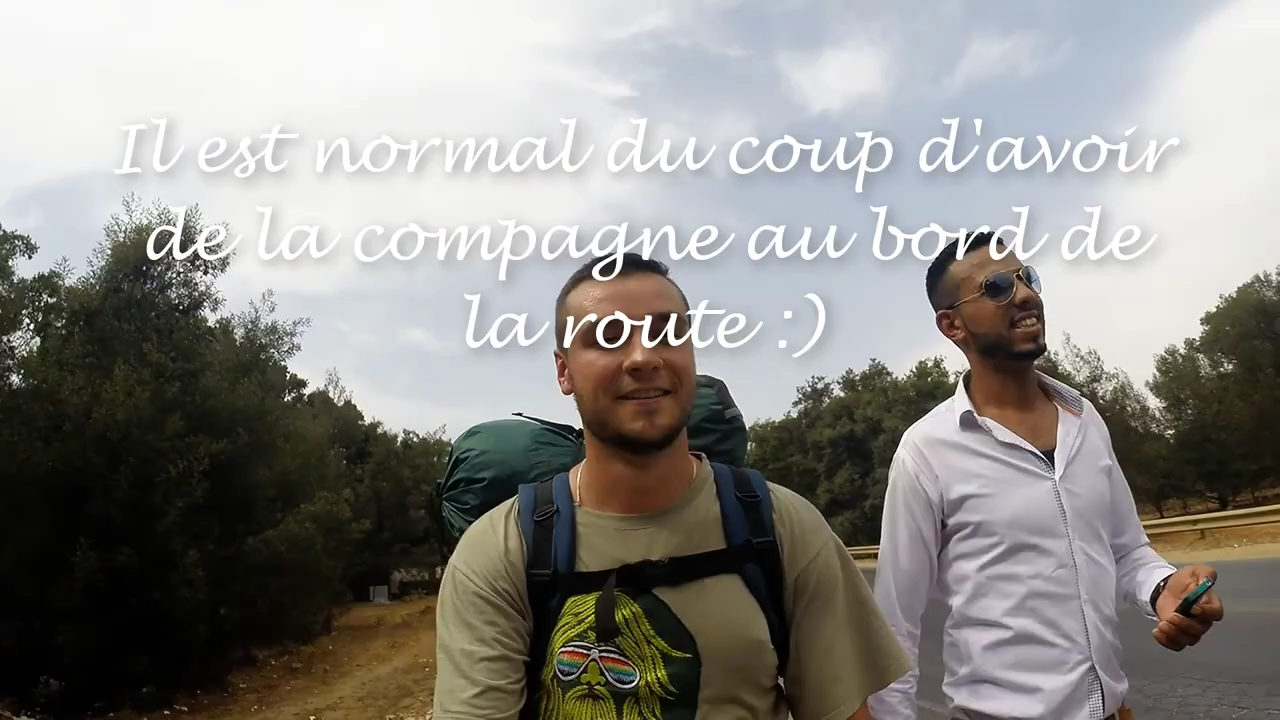 Il est normal du coup d'avoir
de la compagne au bord de
la route :)